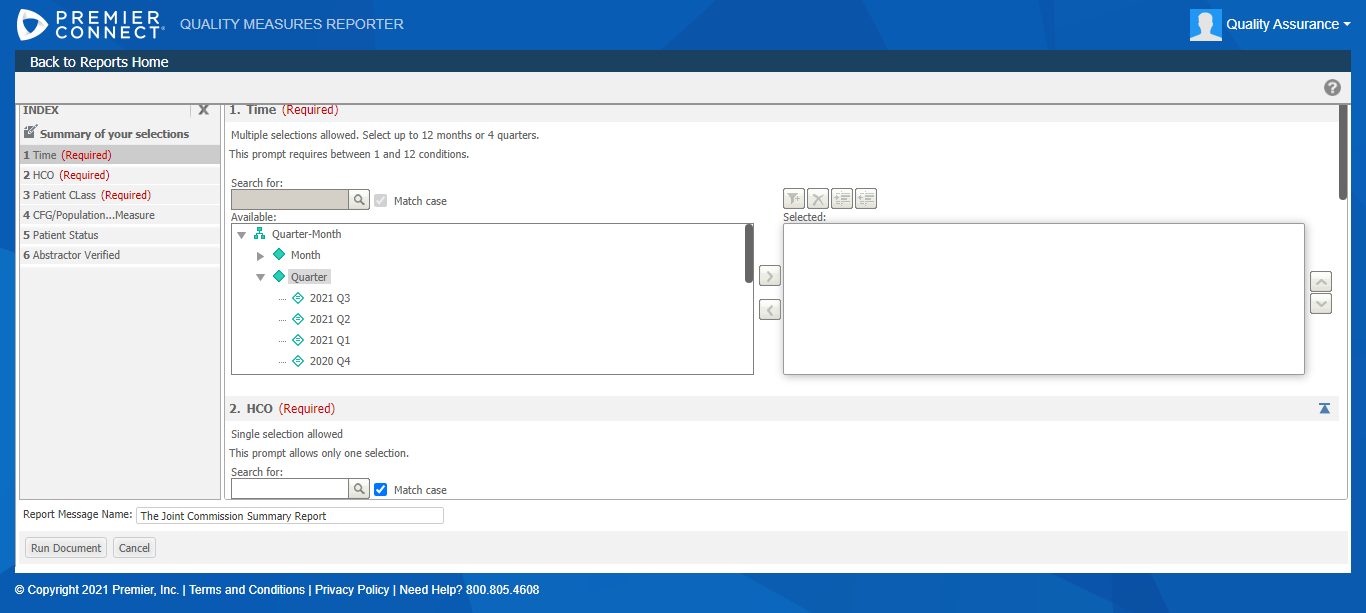 PREMIER
CONNECT
QUALITY MEASURES REPORTER
Quality Assurance
Back to Reports Home
?
INDEX
X
Summary of your selections
1 Time (Required)
2 HCO (Required)
3 Patient CLass (Required)
4 CFG/Population...Measure
5 Patient Status
6 Abstractor Verified
1. Time (Required)
Multiple selections allowed. Select up to 12 months or 4 quarters.
This prompt requires between 1 and 12 conditions.
Search for:
Match case
Available:
Quarter-Month
Month
Quarter
2021 Q3
2021 Q2
2021 Q1
2020 Q4
Selected:
2. HCO (Required)
Single selection allowed
This prompt allows only one selection.
Search for:
Match case
Report Message Name: The Joint Commission Summary Report
Run Document Cancel
© Copyright 2021 Premier, Inc. | Terms and Conditions | Privacy Policy | Need Help? 800.805.4608